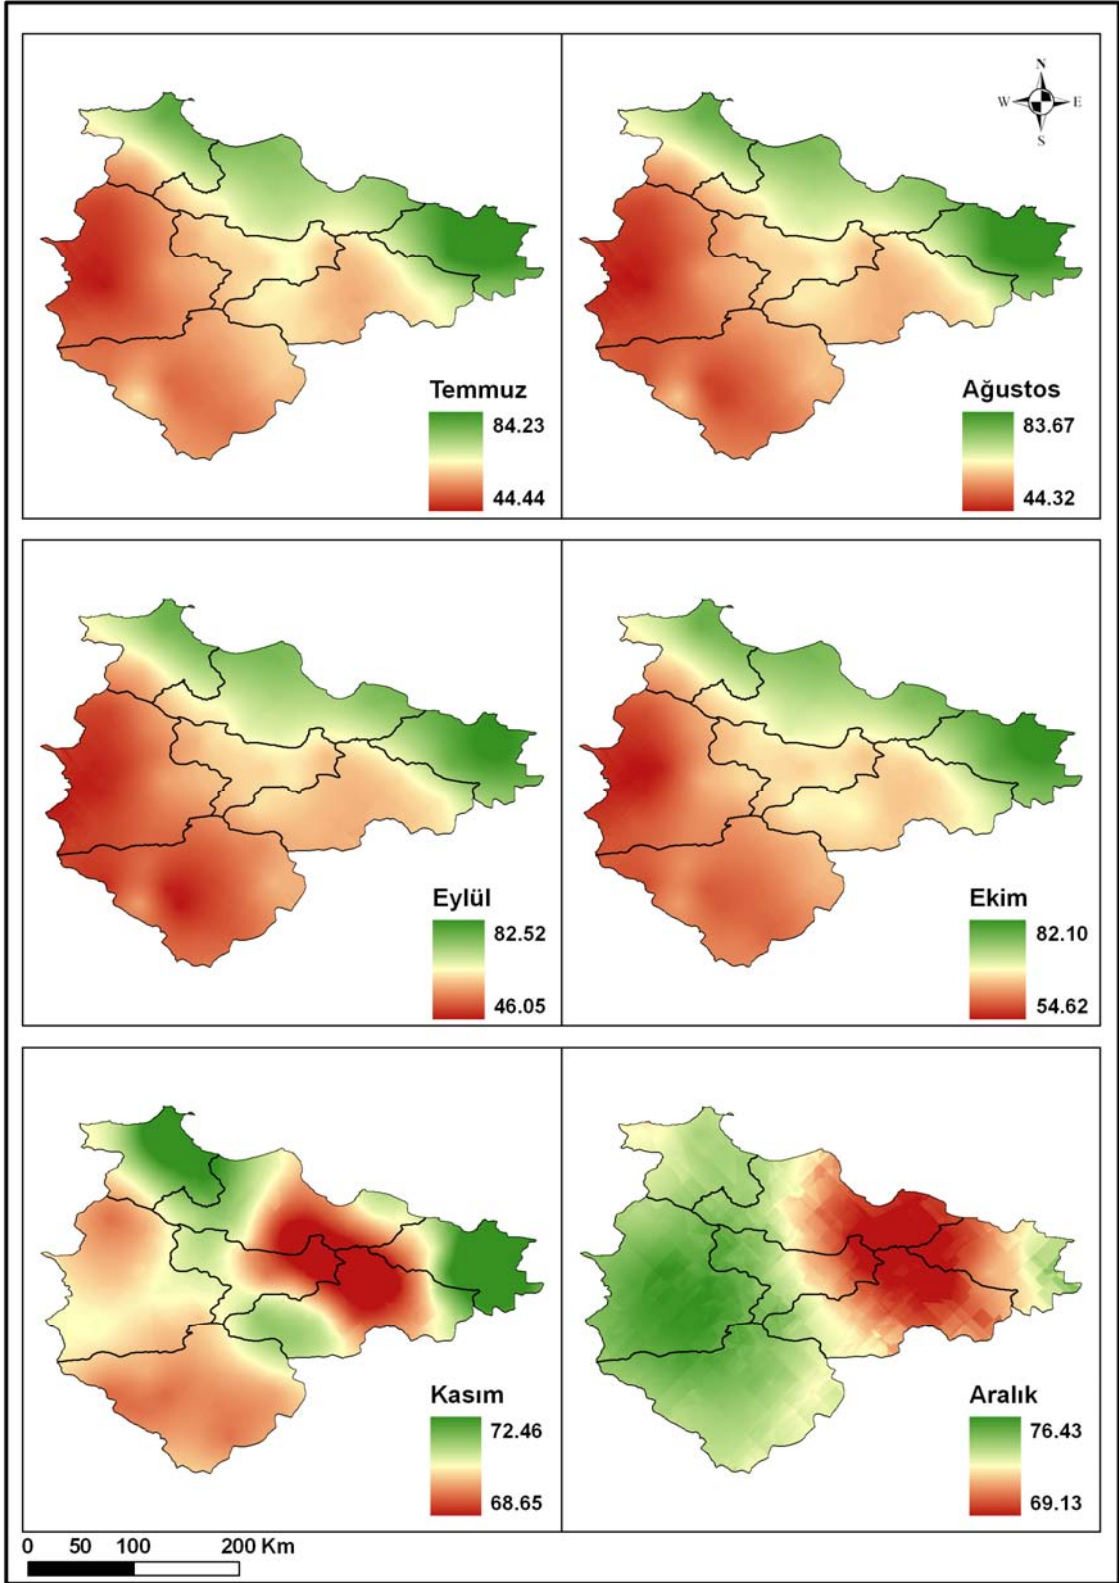 N
W E
S
Temmuz
84.23
44.44
Ağustos
83.67
44.32
Eylül
82.52
46.05
Ekim
82.10
54.62
Kasım
72.46
68.65
Aralık
76.43
69.13
0 50 100 200 Km